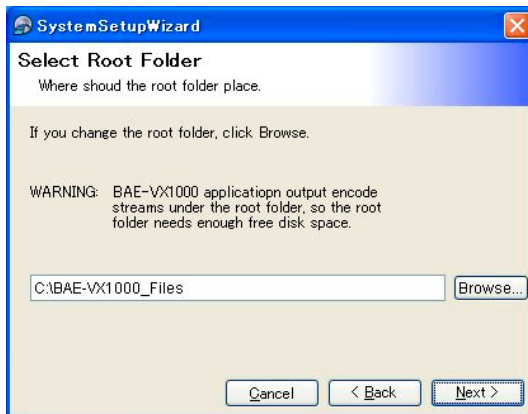 SystemSetupWizard
Select Root Folder
Where shoud the root folder place.
If you change the root folder, click Browse.
WARNING: BAE-VX1000 applicatiopn output encode
streams under the root folder, so the root
folder needs enough free disk space.
C:\BAE-VX1000_Files
Browse...
Cancel
< Back
Next >